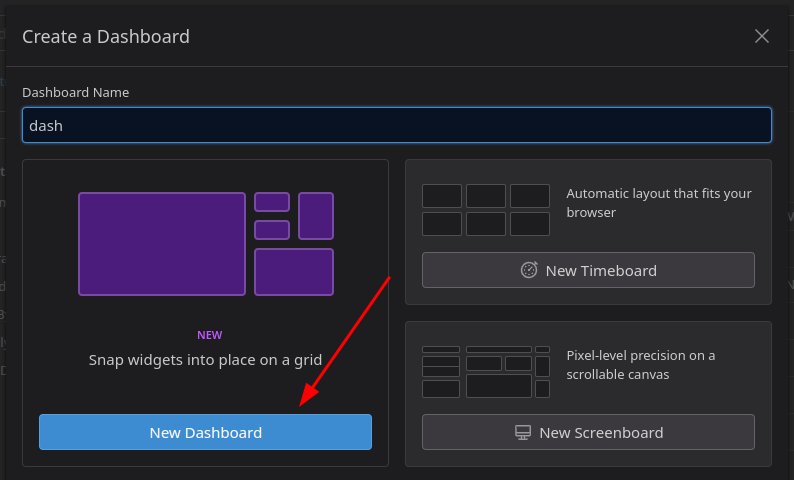 Create a Dashboard
Dashboard Name
dash
NEW
Snap widgets into place on a grid
New Dashboard
Automatic layout that fits your
browser
New Timeboard
Pixel-level precision on a
scrollable canvas
New Screenboard